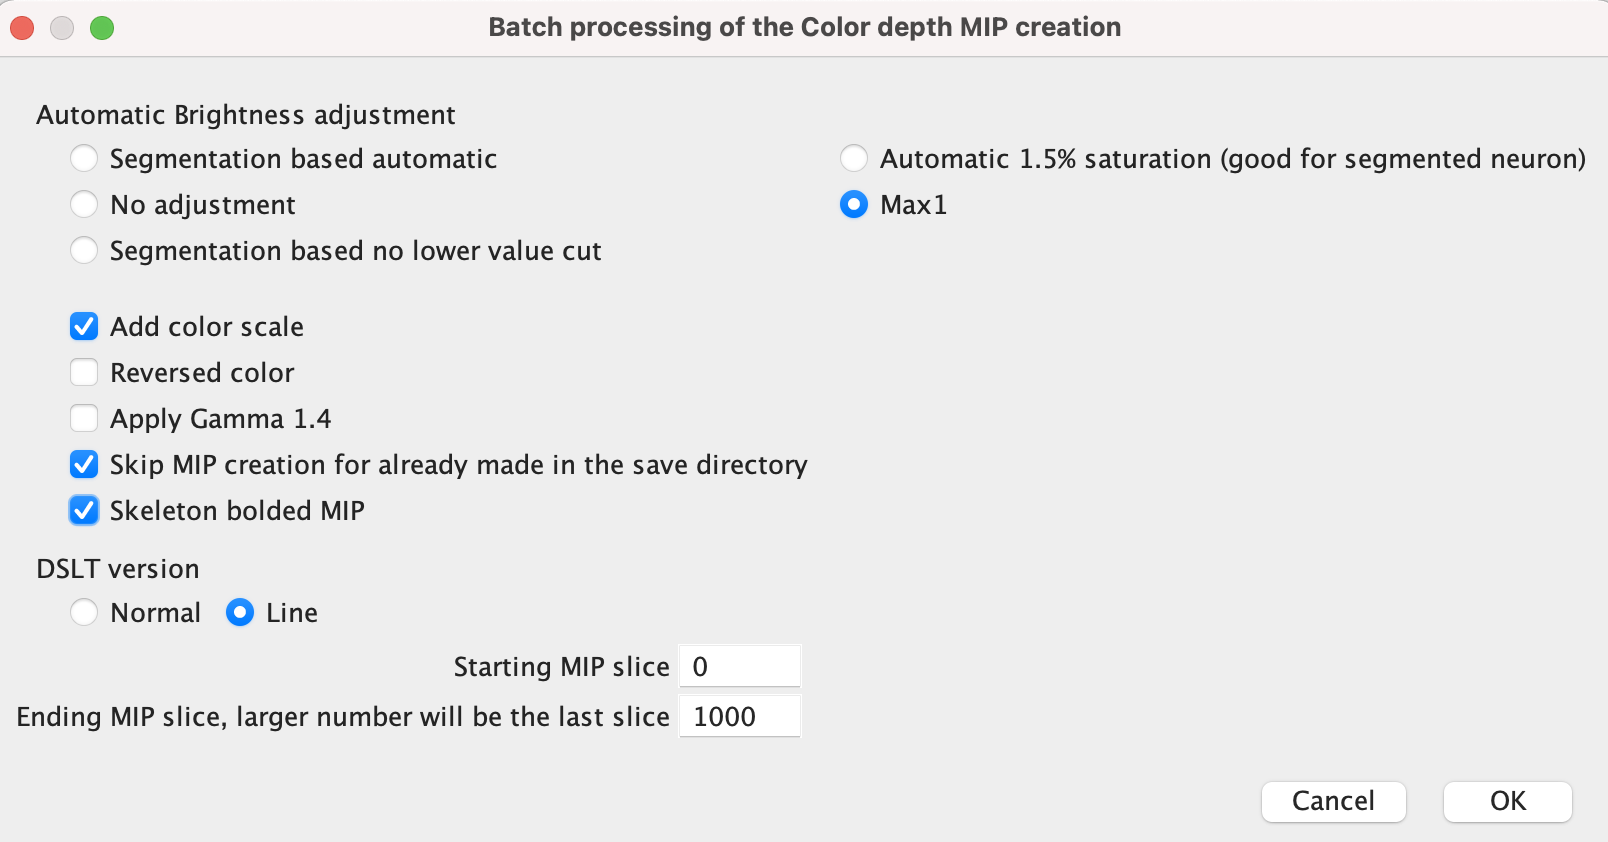 Batch processing of the Color depth MIP creation
Automatic Brightness adjustment
Segmentation based automatic
Automatic 1.5% saturation (good for segmented neuron)
No adjustment
Max1
Segmentation based no lower value cut
Add color scale
Reversed color
Apply Gamma 1.4
Skip MIP creation for already made in the save directory
Skeleton bolded MIP
DSLT version
Normal
Line
Starting MIP slice
0
Ending MIP slice, larger number will be the last slice
1000
Cancel
OK